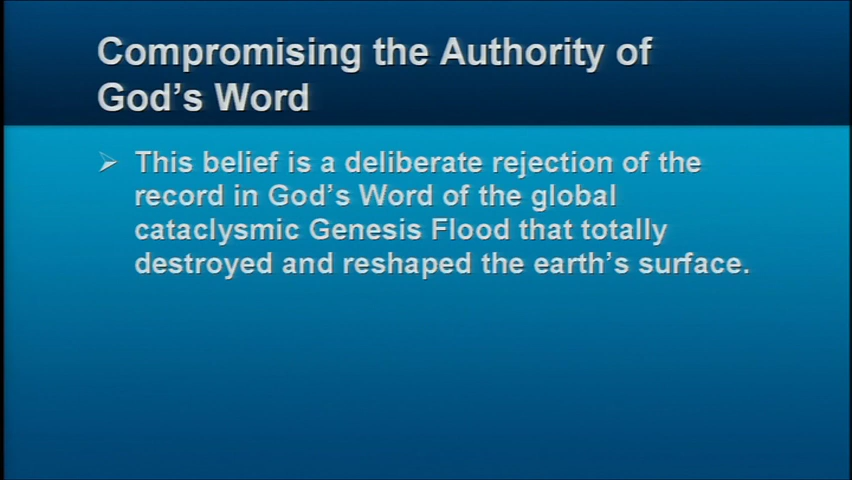 Compromising the Authority of
God's Word
➢ This belief is a deliberate rejection of the
record in God's Word of the global
cataclysmic Genesis Flood that totally
destroyed and reshaped the earth's surface.